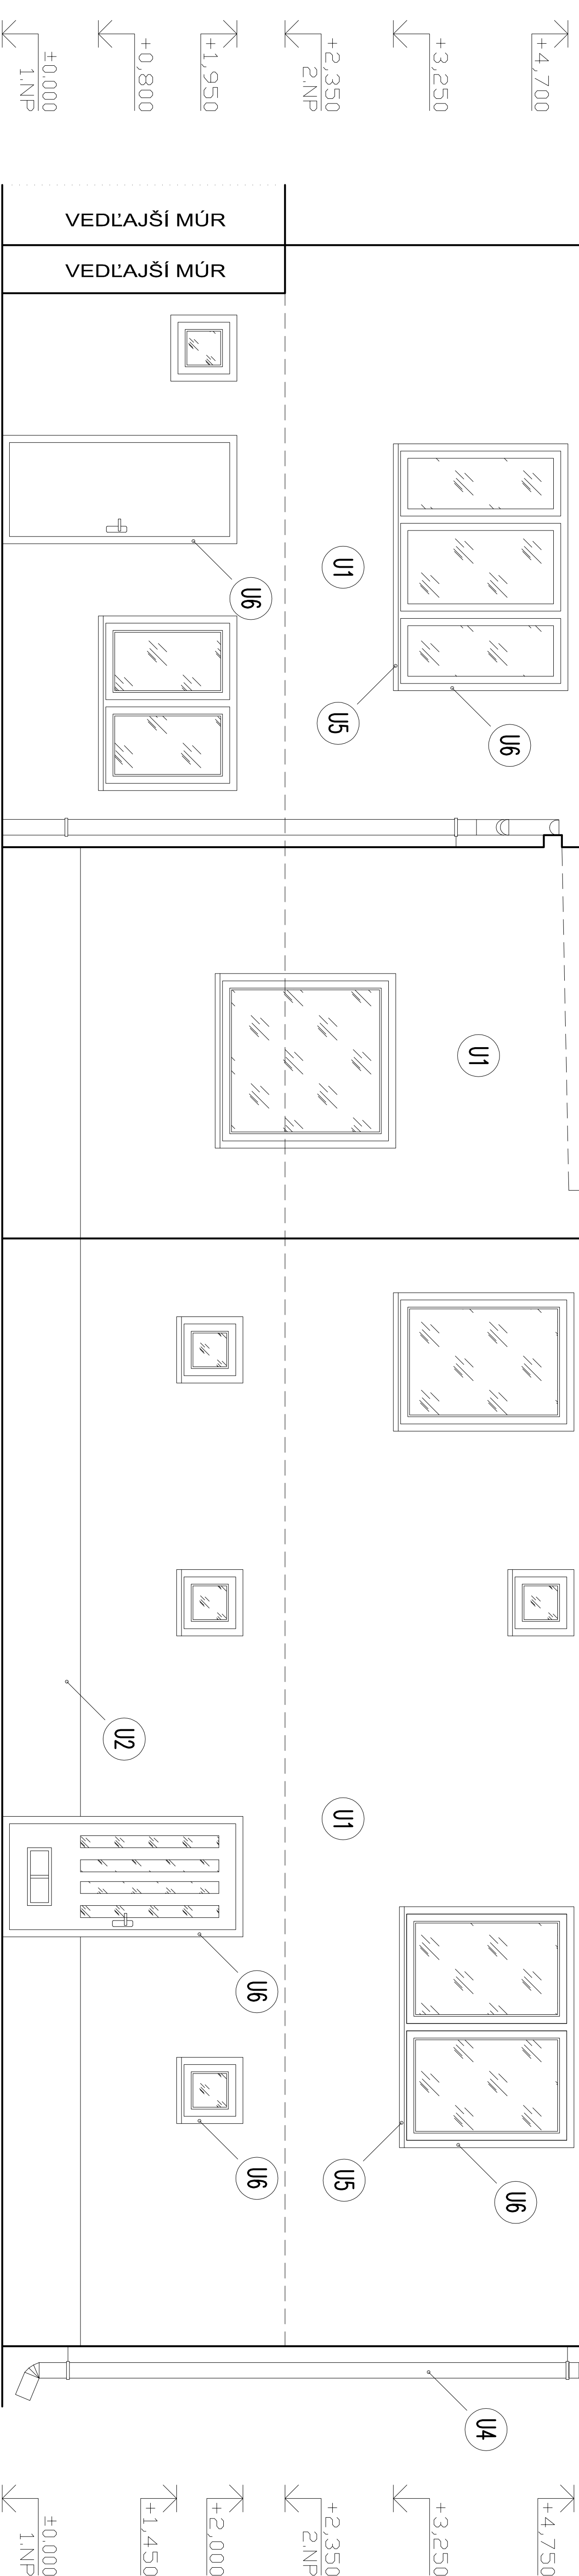 +4,700
+3,250
+2,350
2.NP
+1,950
+0,800
±0,000
1.NP
VEDĽAJŠÍ MÚR
VEDĽAJŠÍ MÚR
U1
U6
U5
U6
U1
U2
U1
U6
U6
U5
U6
U4
+4,750
+3,250
+2,350
2.NP
+2,000
+1,450
±0,000
1.NP